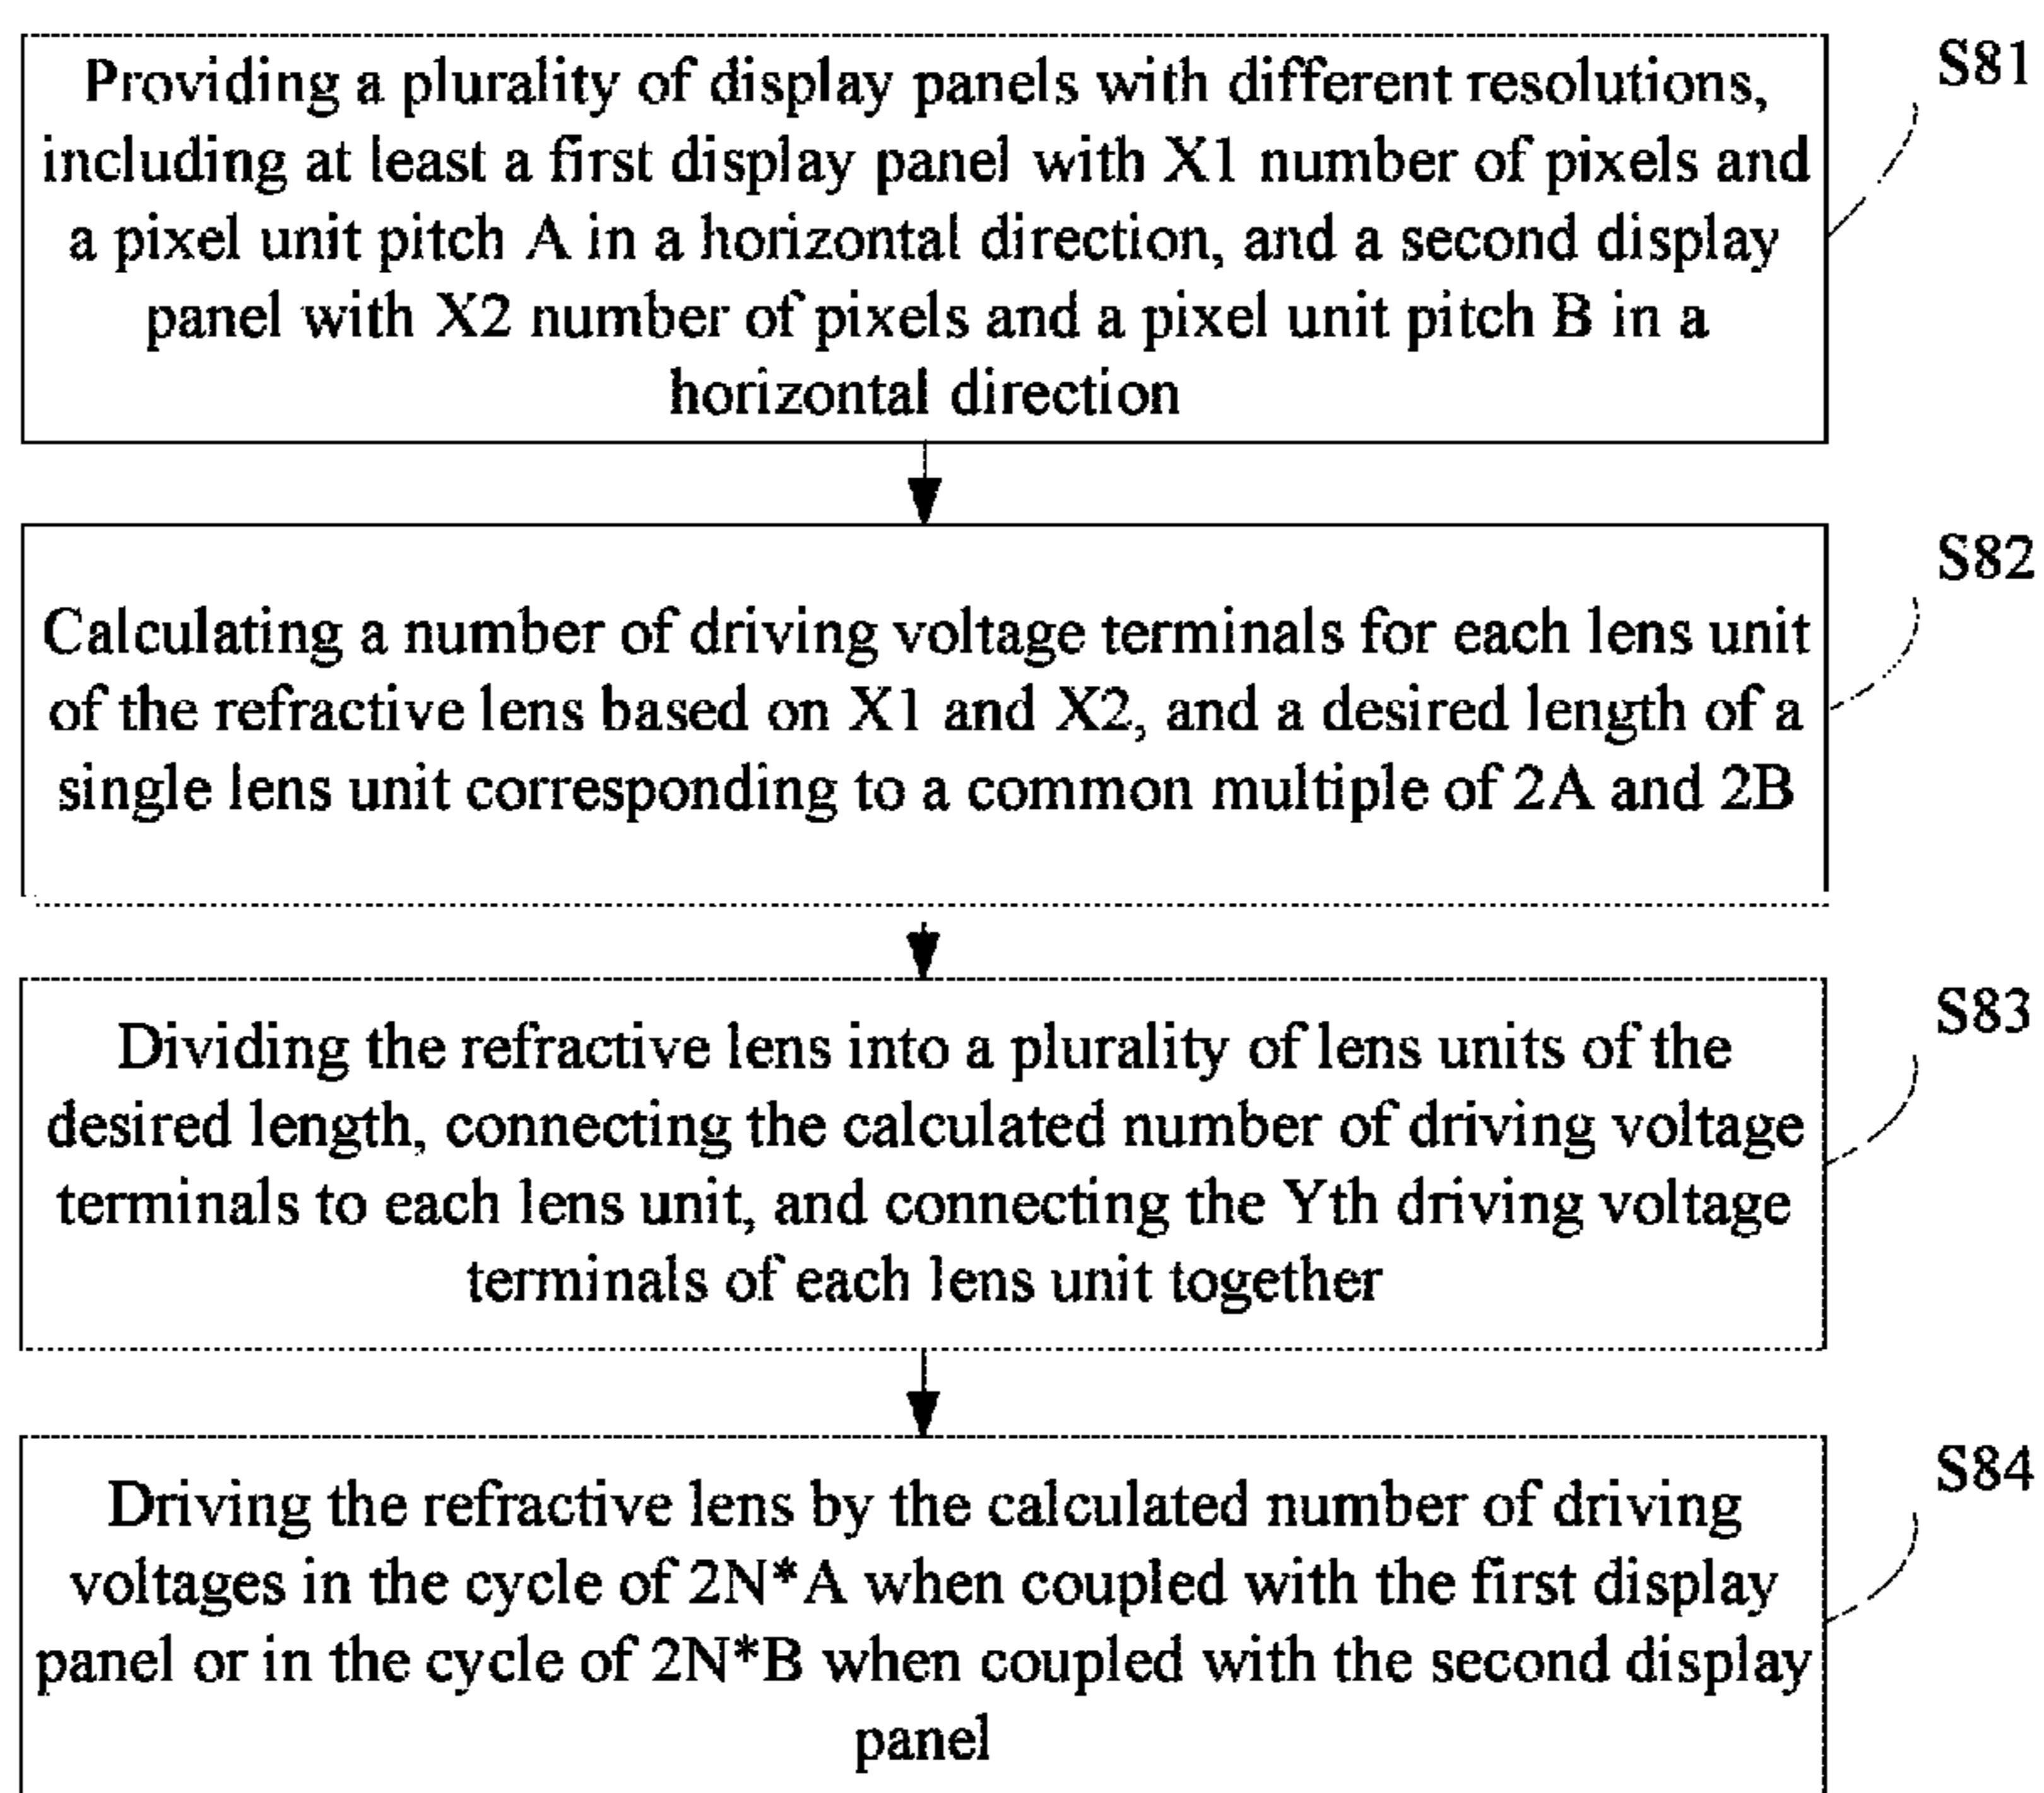 S81
Providing a plurality of display panels with different resolutions,
including at least a first display panel with X1 number of pixels and
a pixel unit pitch A in a horizontal direction, and a second display
panel with X2 number of pixels and a pixel unit pitch B in a
horizontal direction
S82
Calculating a number of driving voltage terminals for each lens unit
of the refractive lens based on X1 and X2, and a desired length of a
single lens unit corresponding to a common multiple of 2A and 2B
S83
Dividing the refractive lens into a plurality of lens units of the
desired length, connecting the calculated number of driving voltage
terminals to each lens unit, and connecting the Yth driving voltage
terminals of each lens unit together
S84
Driving the refractive lens by the calculated number of driving
voltages in the cycle of 2N*A when coupled with the first display
panel or in the cycle of 2N*B when coupled with the second display
panel